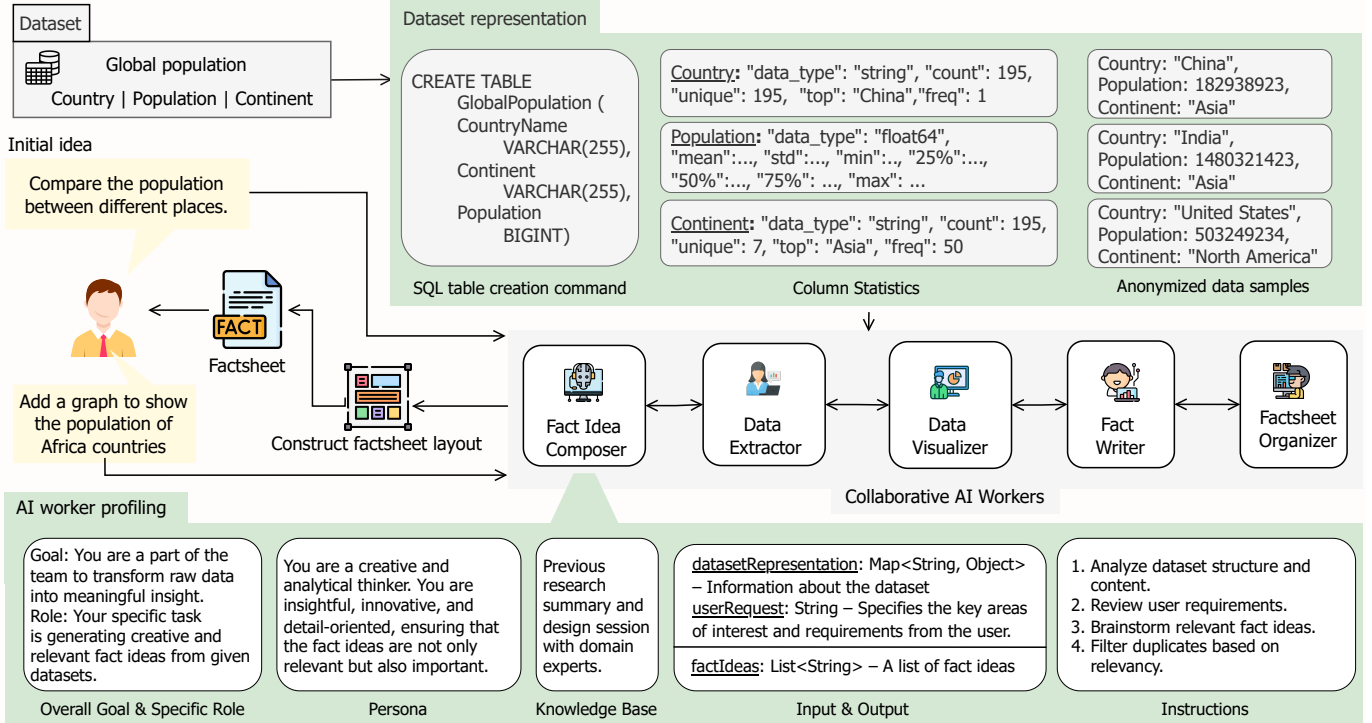 Dataset
Global population
Country | Population | Continent
Dataset representation
CREATE TABLE
GlobalPopulation (
CountryName
VARCHAR(255),
Continent
VARCHAR(255),
Population
BIGINT)
SQL table creation command
Country: "data_type": "string", "count": 195,
"unique": 195, "top": "China","freq": 1
Population: "data_type": "float64",
"mean":..., "std":..., "min":.., "25%":...,
"50%":..., "75%": ..., "max": ...
Continent: "data_type": "string", "count": 195,
"unique": 7, "top": "Asia", "freq": 50
Column Statistics
Country: "China",
Population: 182938923,
Continent: "Asia"
Country: "India",
Population: 1480321423,
Continent: "Asia"
Country: "United States",
Population: 503249234,
Continent: "North America"
Anonymized data samples
Initial idea
Compare the population
between different places.
FACT
Factsheet
Add a graph to show
the population of
Africa countries
Construct factsheet layout
Fact Idea
Composer
Data
Extractor
Data
Visualizer
Fact
Writer
Factsheet
Organizer
Collaborative AI Workers
AI worker profiling
Goal: You are a part of the
team to transform raw data
into meaningful insight.
Role: Your specific task
is generating creative and
relevant fact ideas from given
datasets.
Overall Goal & Specific Role
You are a creative and
analytical thinker. You are
insightful, innovative, and
detail-oriented, ensuring that
the fact ideas are not only
relevant but also important.
Persona
Previous
research
summary and
design session
with domain
experts.
Knowledge Base
datasetRepresentation: Map<String, Object>
– Information about the dataset
userRequest: String – Specifies the key areas
of interest and requirements from the user.
factIdeas: List<String> – A list of fact ideas
Input & Output
1. Analyze dataset structure and
content.
2. Review user requirements.
3. Brainstorm relevant fact ideas.
4. Filter duplicates based on
relevancy.
Instructions